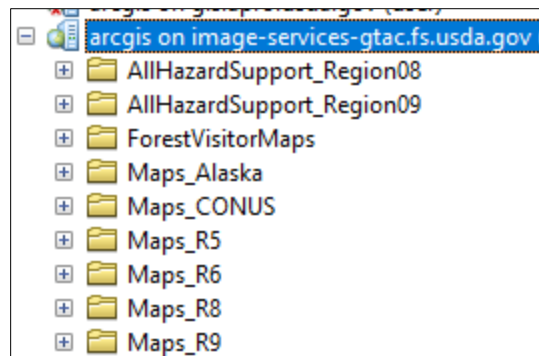 arcgis on image-services-gtac.fs.usda.gov
AllHazardSupport_Region08
AllHazardSupport_Region09
ForestVisitorMaps
Maps_Alaska
Maps_CONUS
Maps_R5
Maps_R6
Maps_R8
Maps_R9